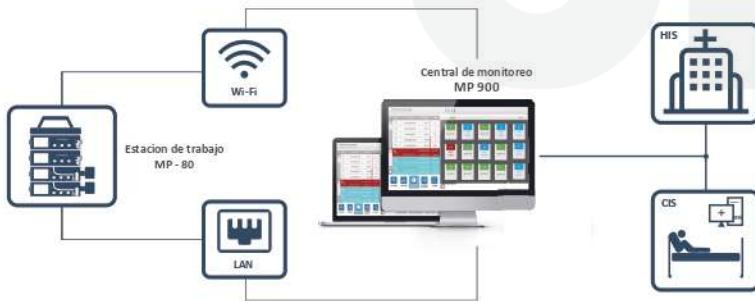 Wi-Fi
Estacion de trabajo
MP - 80
LAN
Central de monitoreo
MP 900
HIS
CIS